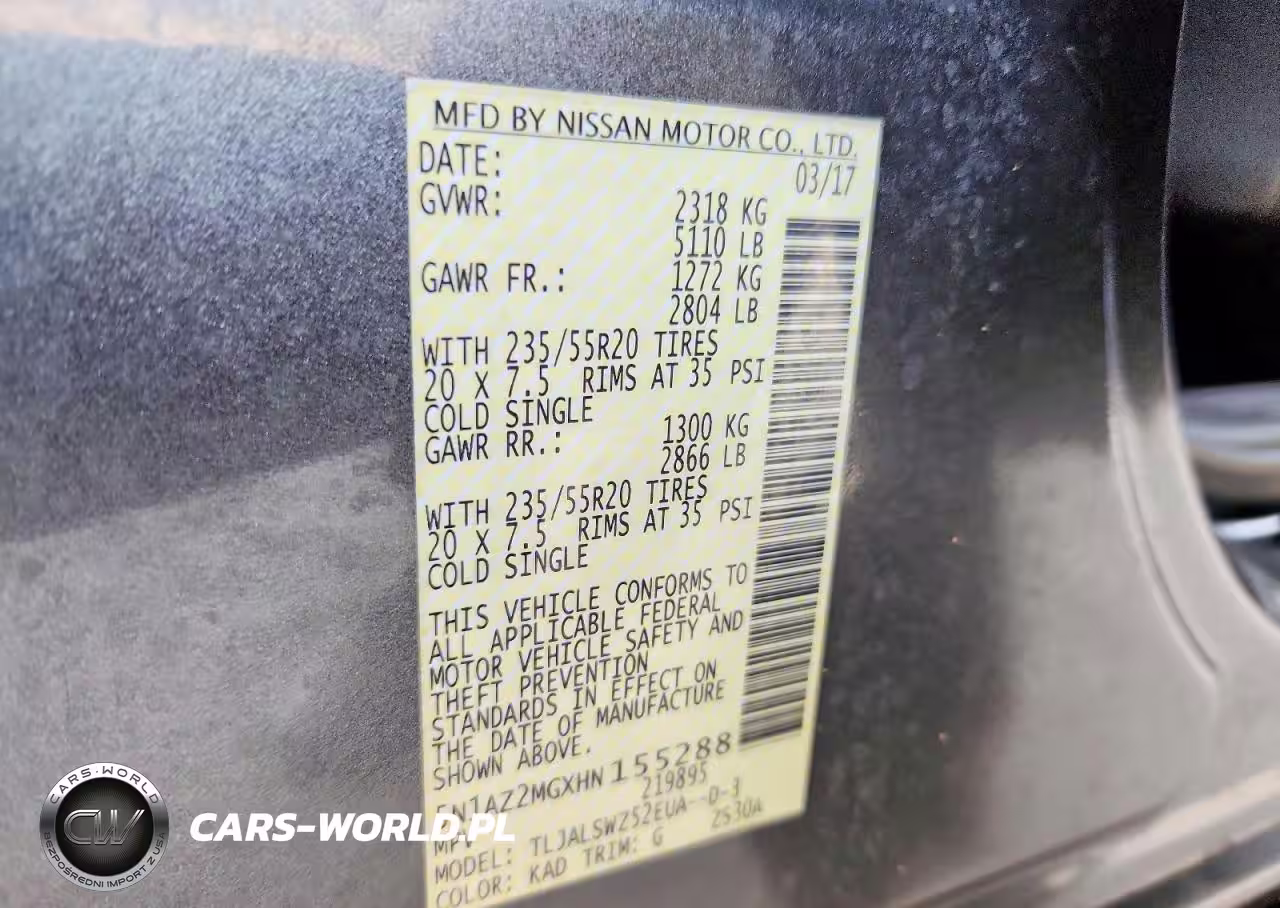 MFD BY NISSAN MOTOR CO., LTD.
DATE: 03/17
GVWR: 2318 KG
5110 LB
GAWR FR.: 1272 KG
2804 LB
WITH 235/55R20 TIRES
20 X 7.5 RIMS AT 35 PSI
COLD SINGLE
GAWR RR.: 1300 KG
2866 LB
WITH 235/55R20 TIRES
20 X 7.5 RIMS AT 35 PSI
COLD SINGLE
THIS VEHICLE CONFORMS TO
ALL APPLICABLE FEDERAL
MOTOR VEHICLE SAFETY AND
THEFT PREVENTION
STANDARDS IN EFFECT ON
THE DATE OF MANUFACTURE
SHOWN ABOVE.
5N1AZ2MGXHN155288
MPV 219895
MODEL: TLJALSWZ52EUA--D-3
COLOR: KAD TRIM: G 2S30A
CARS-WORLD
CW
BEZPOŚREDNI IMPORT Z USA
CARS-WORLD.PL